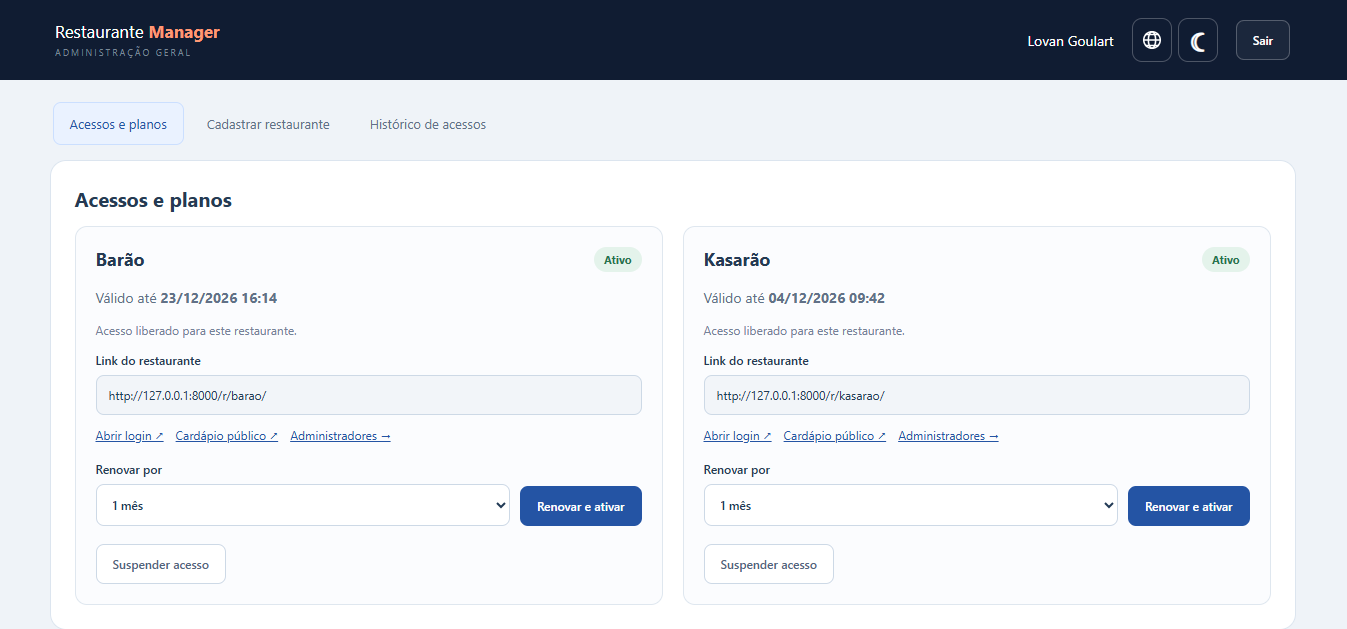 Restaurante Manager
ADMINISTRAÇÃO GERAL
Lovan Goulart
Sair
Acessos e planos
Cadastrar restaurante
Histórico de acessos
Acessos e planos
Barão
Ativo
Válido até 23/12/2026 16:14
Acesso liberado para este restaurante.
Link do restaurante
http://127.0.0.1:8000/r/barao/
Abrir login ↗ Cardápio público ↗ Administradores →
Renovar por
1 mês
Renovar e ativar
Suspender acesso
Kasarão
Ativo
Válido até 04/12/2026 09:42
Acesso liberado para este restaurante.
Link do restaurante
http://127.0.0.1:8000/r/kasarao/
Abrir login ↗ Cardápio público ↗ Administradores →
Renovar por
1 mês
Renovar e ativar
Suspender acesso